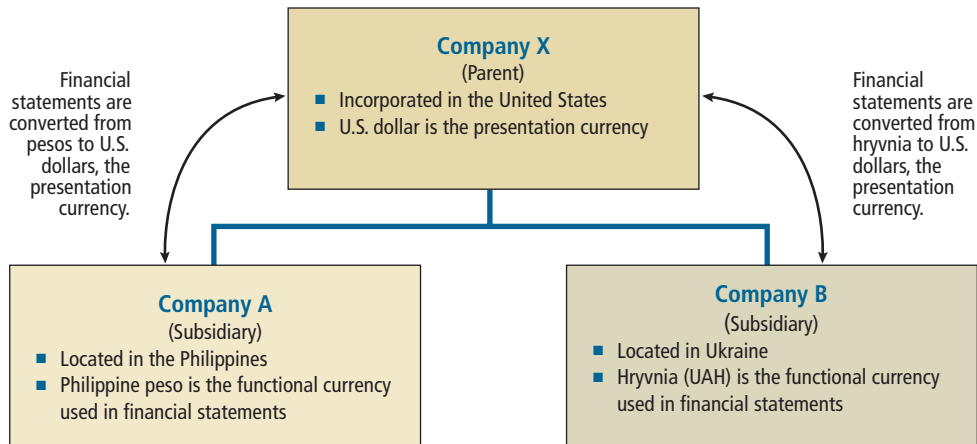 Company X
(Parent)
■ Incorporated in the United States
■ U.S. dollar is the presentation currency
Financial
statements are
converted from
pesos to U.S.
dollars, the
presentation
currency.
Financial
statements are
converted from
hryvnia to U.S.
dollars, the
presentation
currency.
Company A
(Subsidiary)
■ Located in the Philippines
■ Philippine peso is the functional currency
used in financial statements
Company B
(Subsidiary)
■ Located in Ukraine
■ Hryvnia (UAH) is the functional currency
used in financial statements